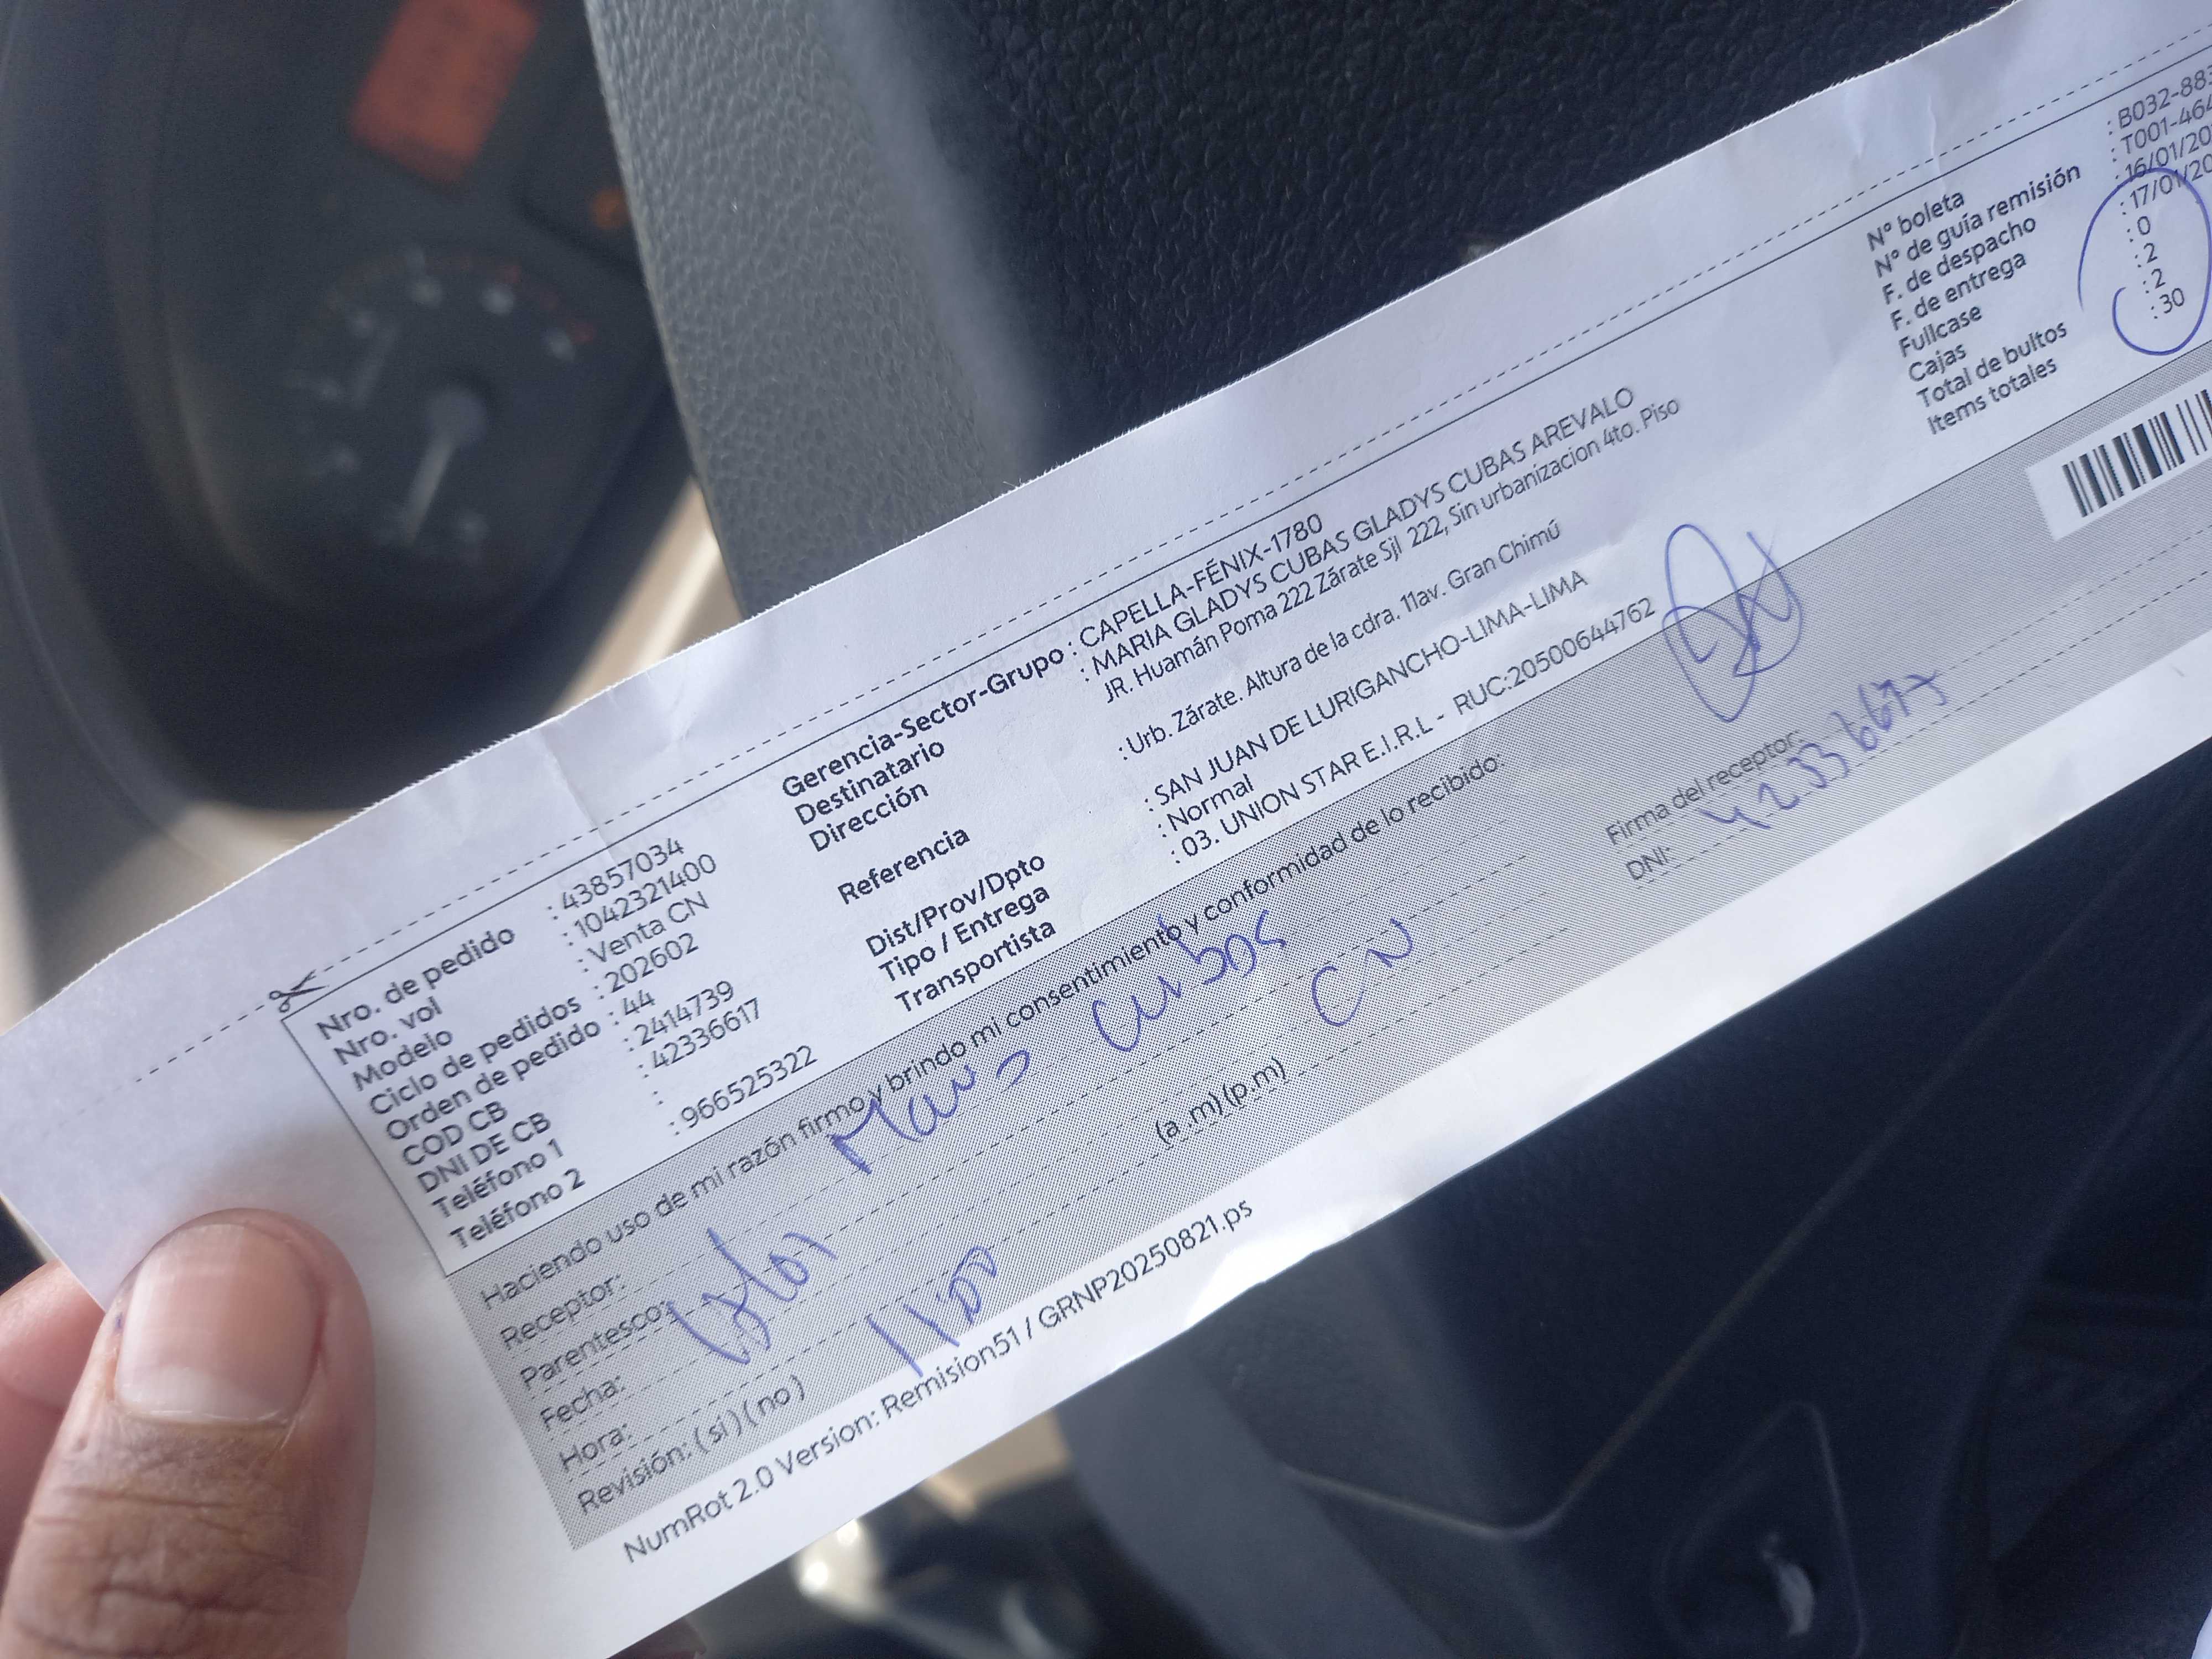 Nro. de pedido : 43857034
Nro. vol : 1042321400
Modelo : Venta CN
Ciclo de pedidos : 202602
Orden de pedido : 44
COD CB : 2414739
DNI DE CB : 42336617
Teléfono 1 :
Teléfono 2 : 966525322
Gerencia-Sector-Grupo : CAPELLA-FÉNIX-1780
Destinatario : MARIA GLADYS CUBAS GLADYS CUBAS AREVALO
Dirección JR. Huamán Poma 222 Zárate Sjl 222, Sin urbanizacion 4to. Piso
Referencia : Urb. Zárate. Altura de la cdra. 11av. Gran Chimú
Dist/Prov/Dpto : SAN JUAN DE LURIGANCHO-LIMA-LIMA
Tipo / Entrega : Normal
Transportista : 03. UNION STAR E.I.R.L - RUC:20500644762
N° boleta : B032-883
N° de guía remisión : T001-464
F. de despacho : 16/01/20
F. de entrega : 17/01/20
Fullcase : 0
Cajas : 2
Total de bultos : 2
Items totales : 30
Haciendo uso de mi razón firmo y brindo mi consentimiento y conformidad de lo recibido:
Receptor: Maria cubas
Parentesco: CN
Fecha: 17/01
Hora: (a .m) (p.m)
Revisión: ( si ) ( no )
Firma del receptor:
DNI: 42336617
NumRot 2.0 Version: Remision51 / GRNP20250821.ps